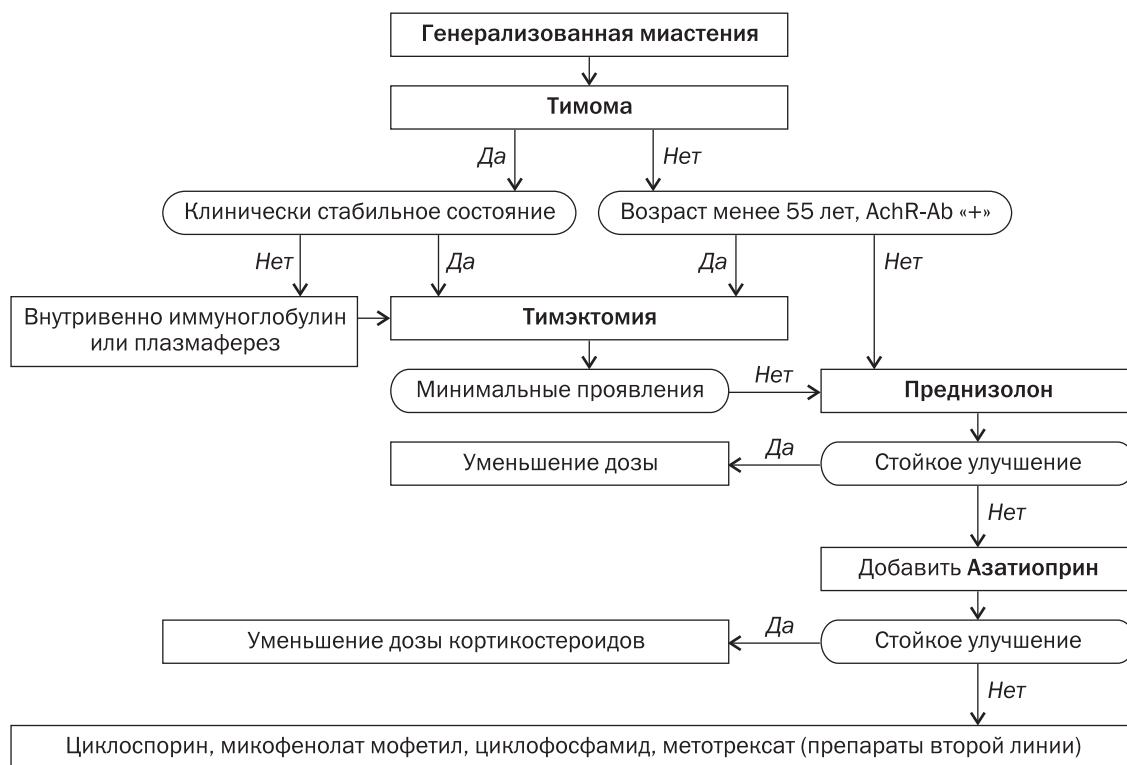 Генерализованная миастения
Тимома
Да
Нет
Клинически стабильное состояние
Возраст менее 55 лет, AchR-Ab «+»
Нет
Да
Да
Нет
Внутривенно иммуноглобулин
или плазмаферез
Тимэктомия
Минимальные проявления
Нет
Преднизолон
Уменьшение дозы
Да
Стойкое улучшение
Нет
Добавить Азатиоприн
Уменьшение дозы кортикостероидов
Да
Стойкое улучшение
Нет
Циклоспорин, микофенолат мофетил, циклофосфамид, метотрексат (препараты второй линии)